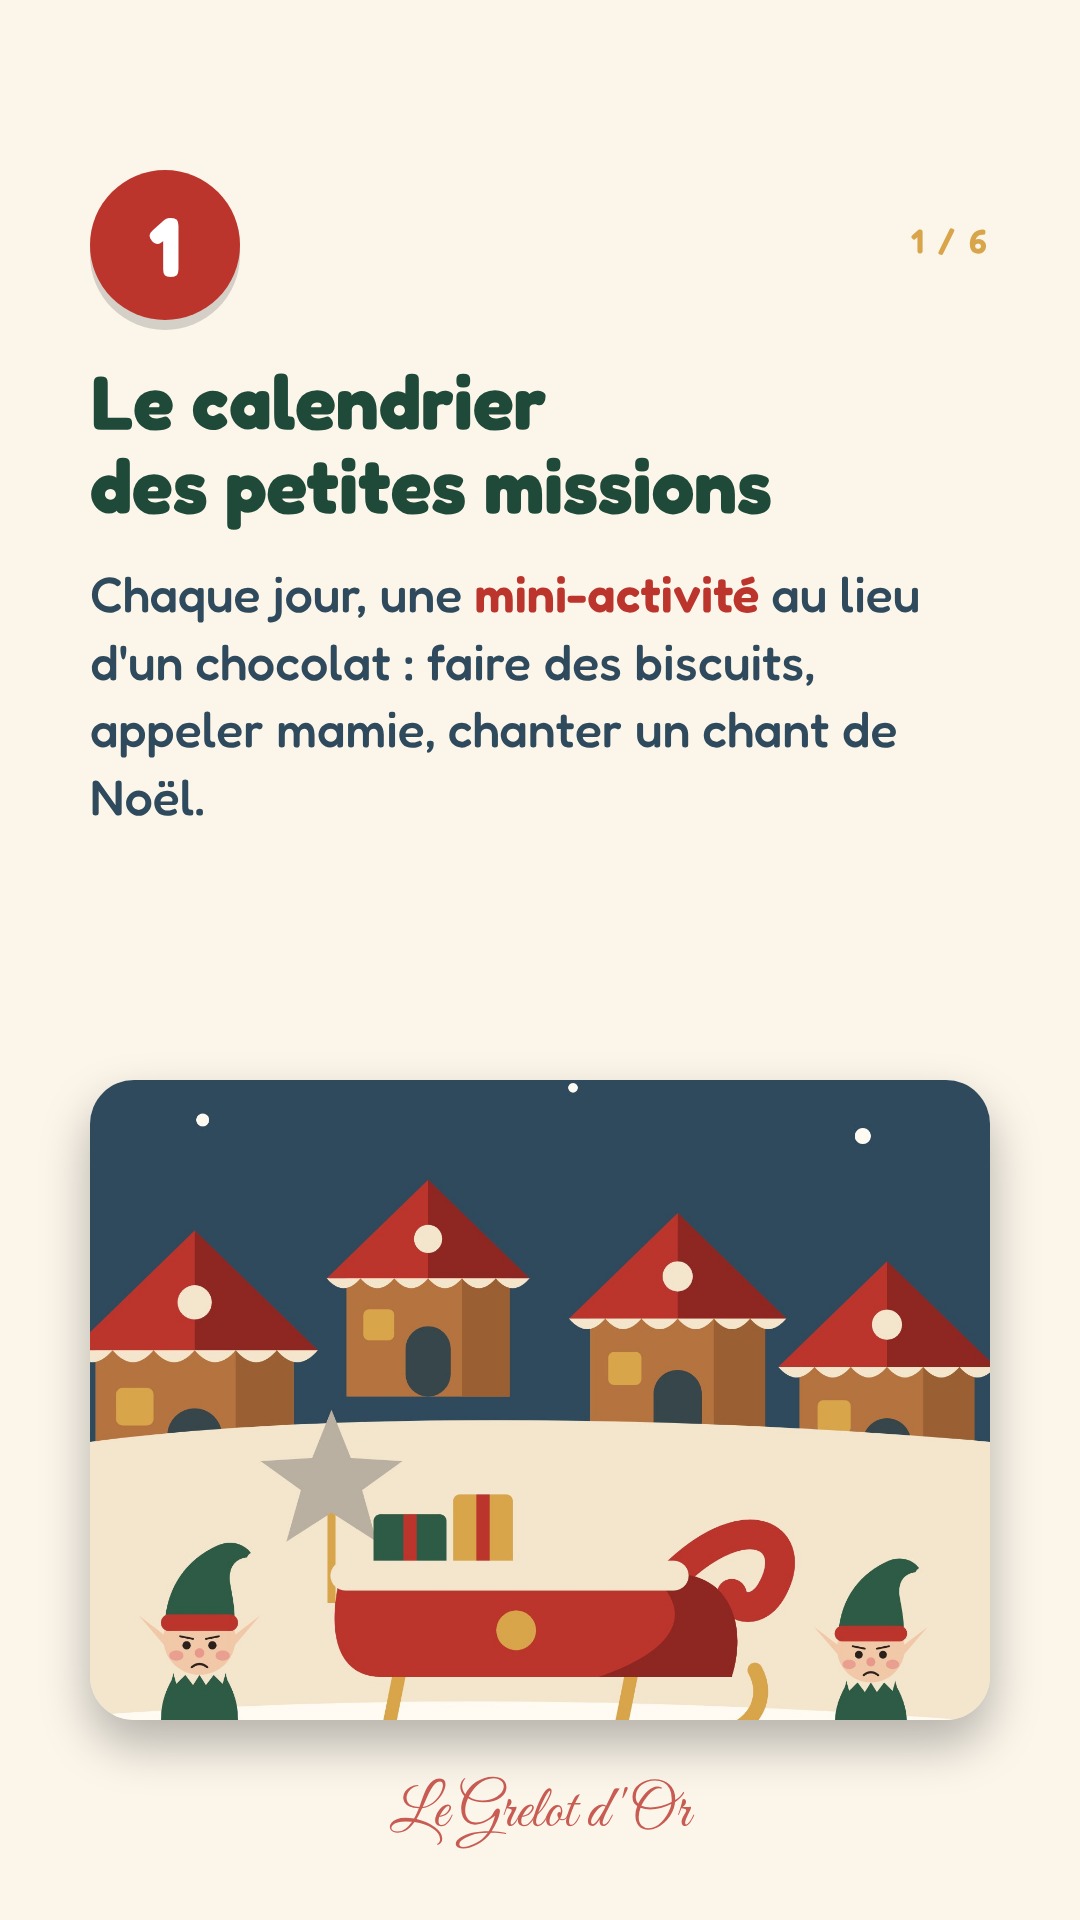 1
1 / 6
Le calendrier
des petites missions
Chaque jour, une mini-activité au lieu
d'un chocolat : faire des biscuits,
appeler mamie, chanter un chant de
Noël.
Le Grelot d'Or